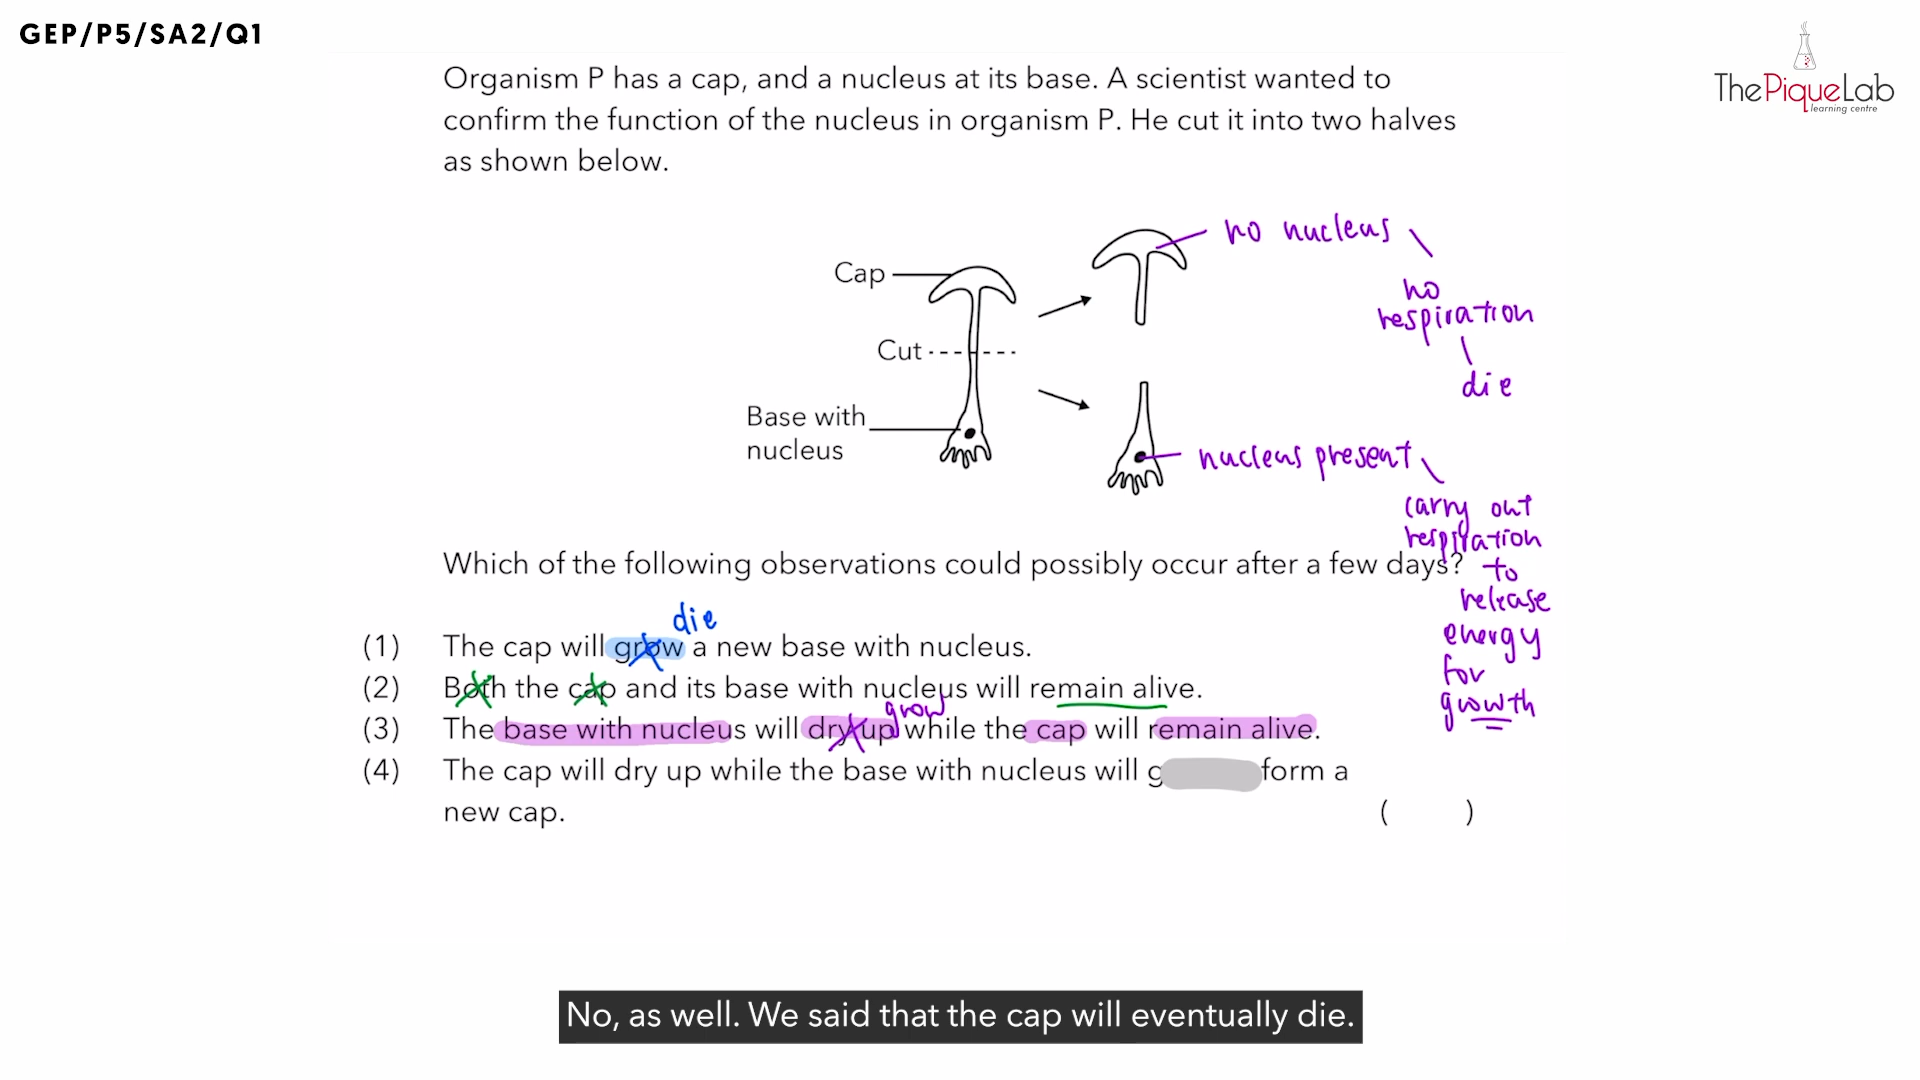 GEP/P5/SA2/Q1
ThePiqueLab
learning centre
Organism P has a cap, and a nucleus at its base. A scientist wanted to
confirm the function of the nucleus in organism P. He cut it into two halves
as shown below.
no nucleus
Cap
no
respiration
Cut
die
Base with
nucleus
nucleus present
carry out
respiration
Which of the following observations could possibly occur after a few days?
to
release
energy
for
growth
die
(1) The cap will grow a new base with nucleus.
(2) Both the cap and its base with nucleus will remain alive.
grow
(3) The base with nucleus will dry up while the cap will remain alive.
(4) The cap will dry up while the base with nucleus will g form a
new cap. ( )
No, as well. We said that the cap will eventually die.